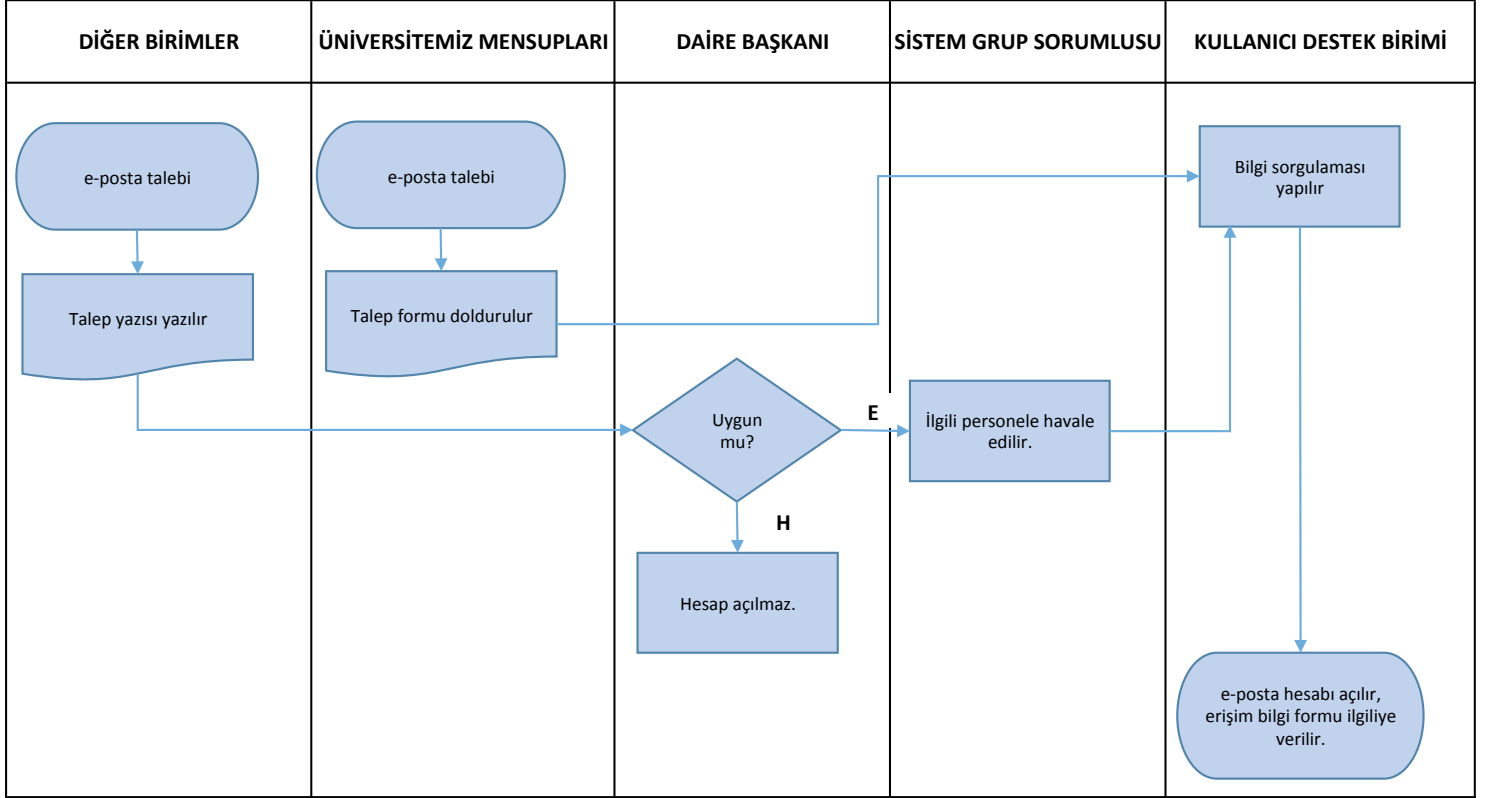 DİĞER BİRİMLER
ÜNİVERSİTEMİZ MENSUPLARI
DAİRE BAŞKANI
SİSTEM GRUP SORUMLUSU
KULLANICI DESTEK BİRİMİ
e-posta talebi
e-posta talebi
Bilgi sorgulaması
yapılır
Talep yazısı yazılır
Talep formu doldurulur
Uygun
mu?
E
İlgili personele havale
edilir.
H
Hesap açılmaz.
e-posta hesabı açılır,
erişim bilgi formu ilgiliye
verilir.